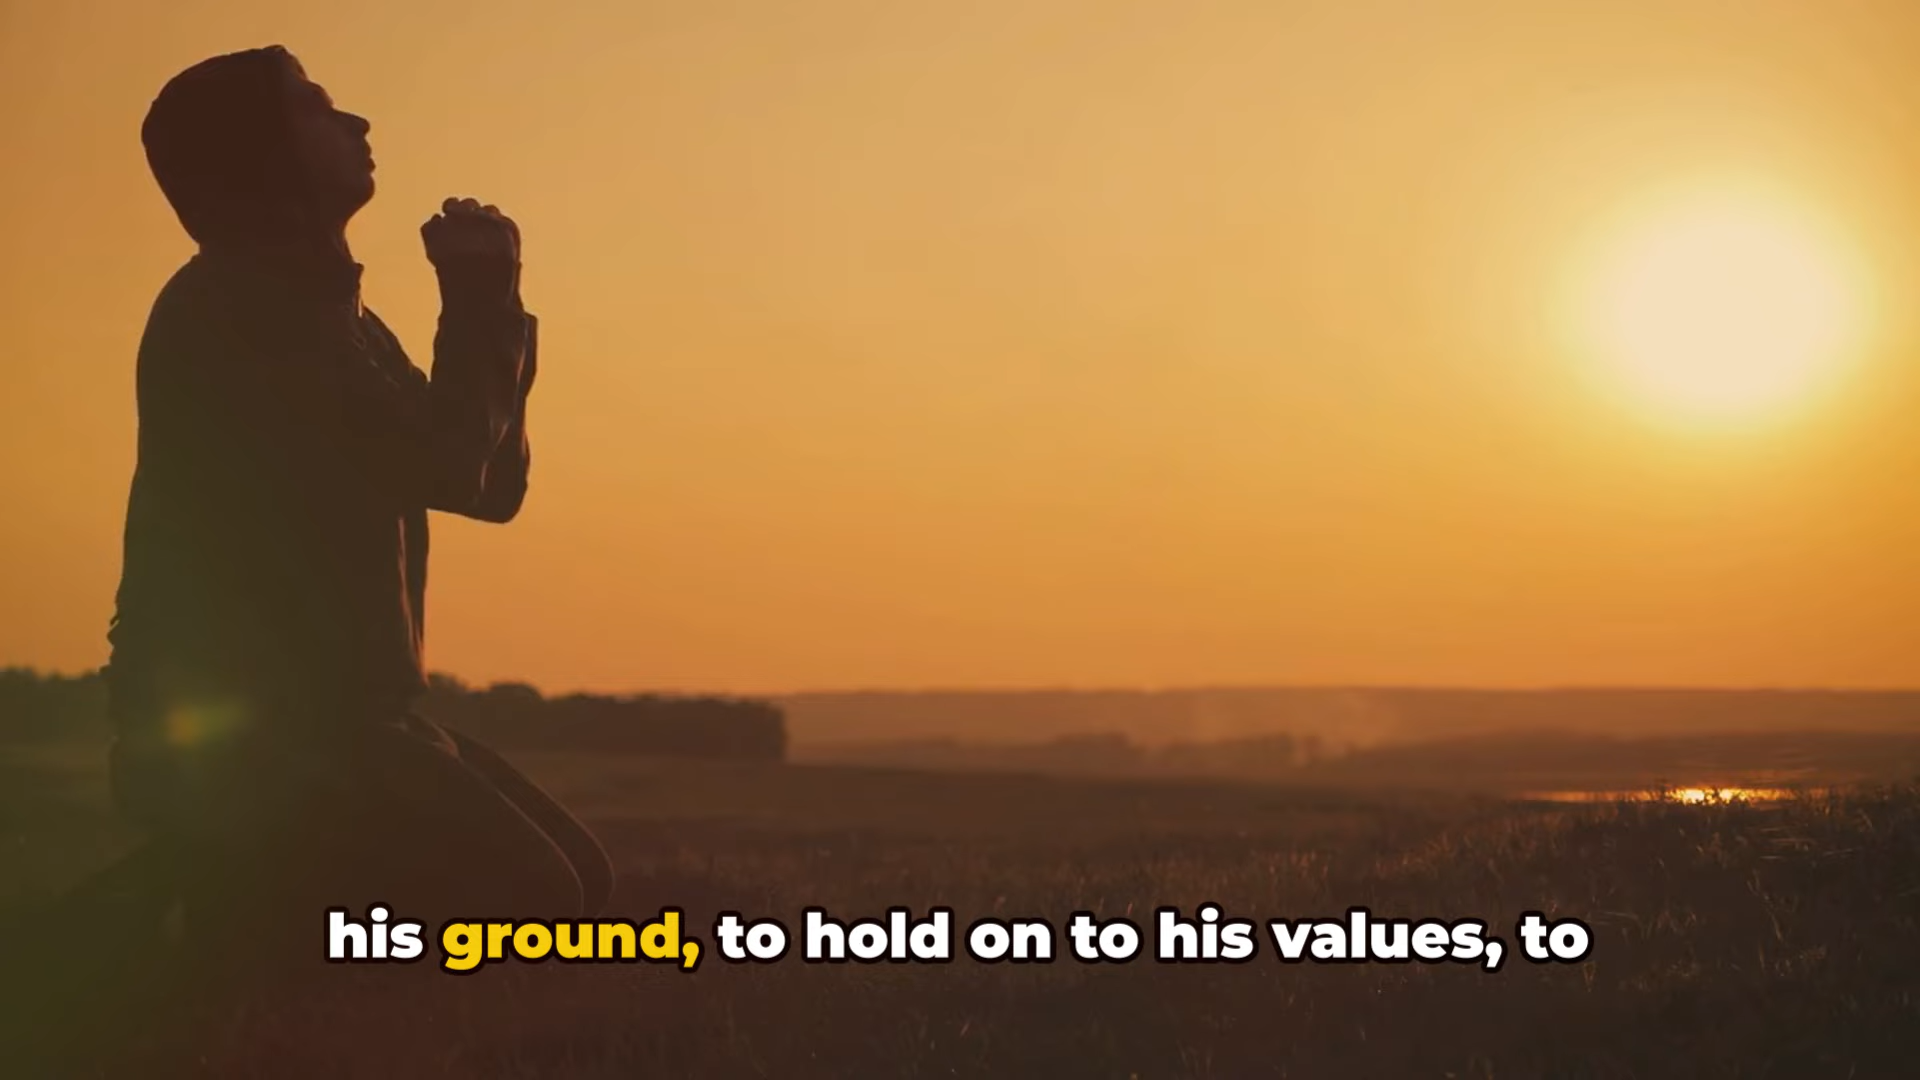 his ground, to hold on to his values, to